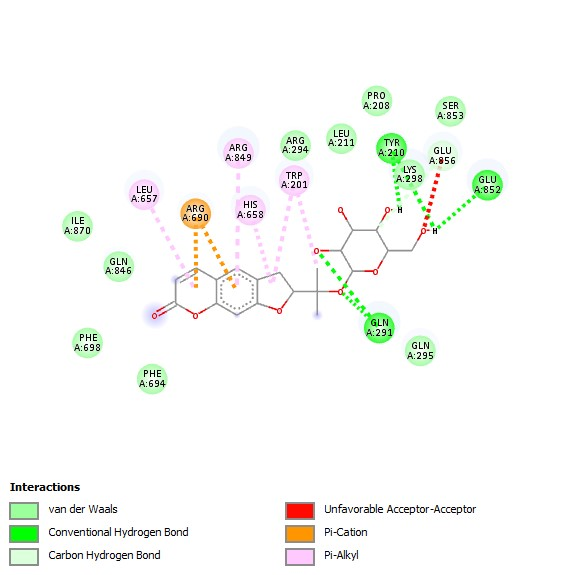 PRO
A:208
SER
A:853
ARG
A:849
ARG
A:294
LEU
A:211
TYR
A:210
GLU
A:856
LYS
A:298
GLU
A:852
TRP
A:201
LEU
A:657
ARG
A:690
HIS
A:658
ILE
A:870
GLN
A:846
H
O
O
O
H
O
O
O
O
O
O
GLN
A:291
GLN
A:295
PHE
A:698
PHE
A:694
Interactions
van der Waals
Conventional Hydrogen Bond
Carbon Hydrogen Bond
Unfavorable Acceptor-Acceptor
Pi-Cation
Pi-Alkyl